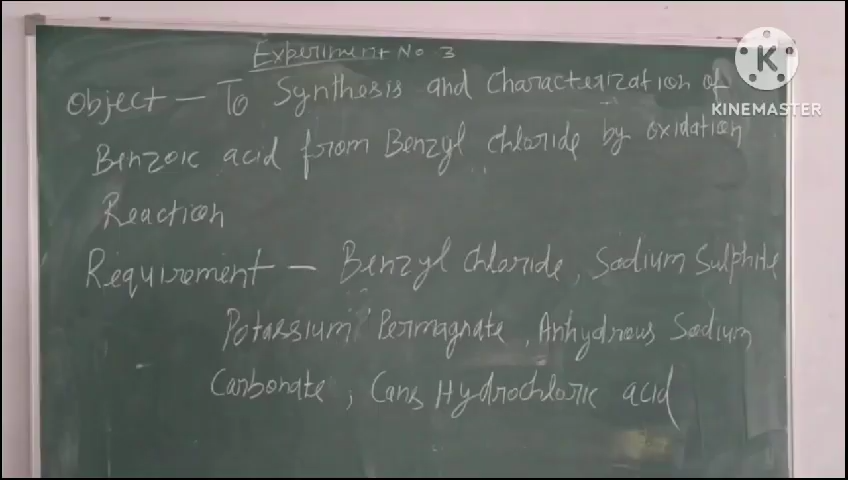 Experiment No 3
Object - To Synthesis and Characterization of
KINEMASTER
Benzoic acid from Benzyl chloride by oxidation
Reaction
Requirement - Benzyl chloride, Sodium Sulphite
Potassium Permagnate, Anhydrous Sodium
Carbonate, Conc Hydrochloric acid